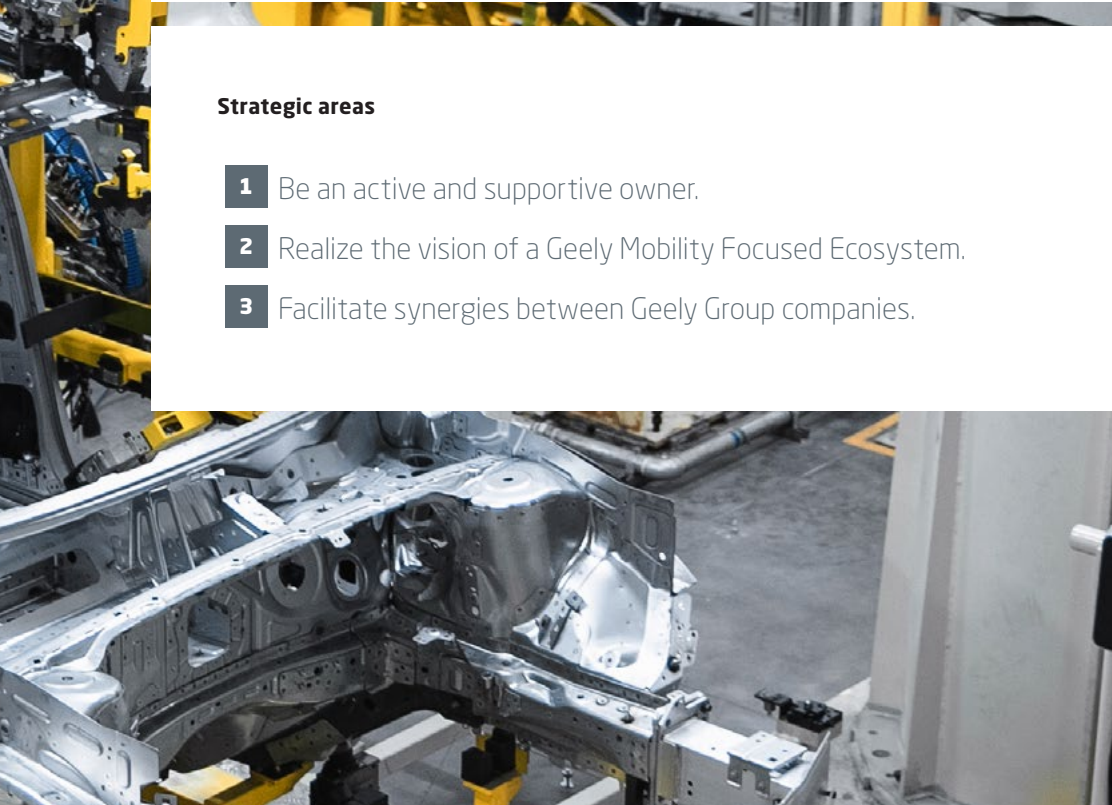 Strategic areas
1 Be an active and supportive owner.
2 Realize the vision of a Geely Mobility Focused Ecosystem.
3 Facilitate synergies between Geely Group companies.